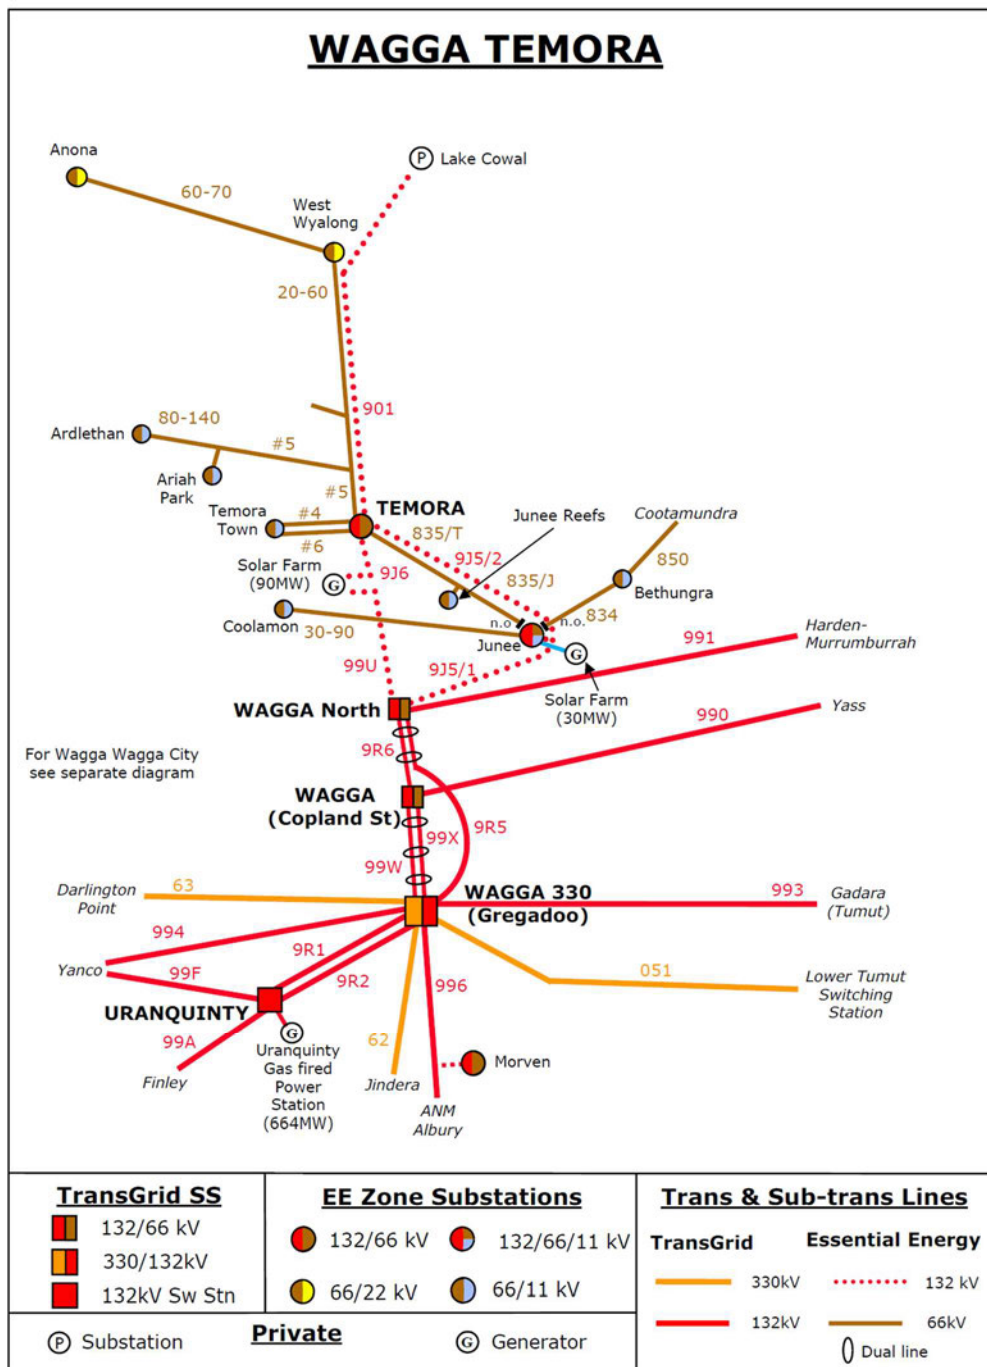 WAGGA TEMORA
Anona
60-70
P
Lake Cowal
West
Wyalong
20-60
901
80-140
Ardlethan
#5
Ariah
Park
#5
TEMORA
Temora
Town
#4
#6
835/T
Junee Reefs
Cootamundra
9J5/2
850
Solar Farm
(90MW)
G
9J6
835/J
Bethungra
834
Coolamon
30-90
n.o
n.o.
Junee
G
Harden-
Murrumburrah
991
99U
9J5/1
Solar Farm
(30MW)
WAGGA North
990
Yass
For Wagga Wagga City
see separate diagram
9R6
WAGGA
(Copland St)
99X
9R5
99W
Darlington
Point
63
WAGGA 330
(Gregadoo)
993
Gadara
(Tumut)
994
9R1
Yanco
99F
9R2
996
051
Lower Tumut
Switching
Station
URANQUINTY
99A
G
62
Finley
Uranquinty
Gas fired
Power
Station
(664MW)
Jindera
Morven
ANM
Albury
TransGrid SS
132/66 kV
330/132kV
132kV Sw Stn
EE Zone Substations
132/66 kV
132/66/11 kV
66/22 kV
66/11 kV
Private
P
Substation
G
Generator
Trans & Sub-trans Lines
TransGrid
Essential Energy
330kV
132 kV
132kV
66kV
Dual line